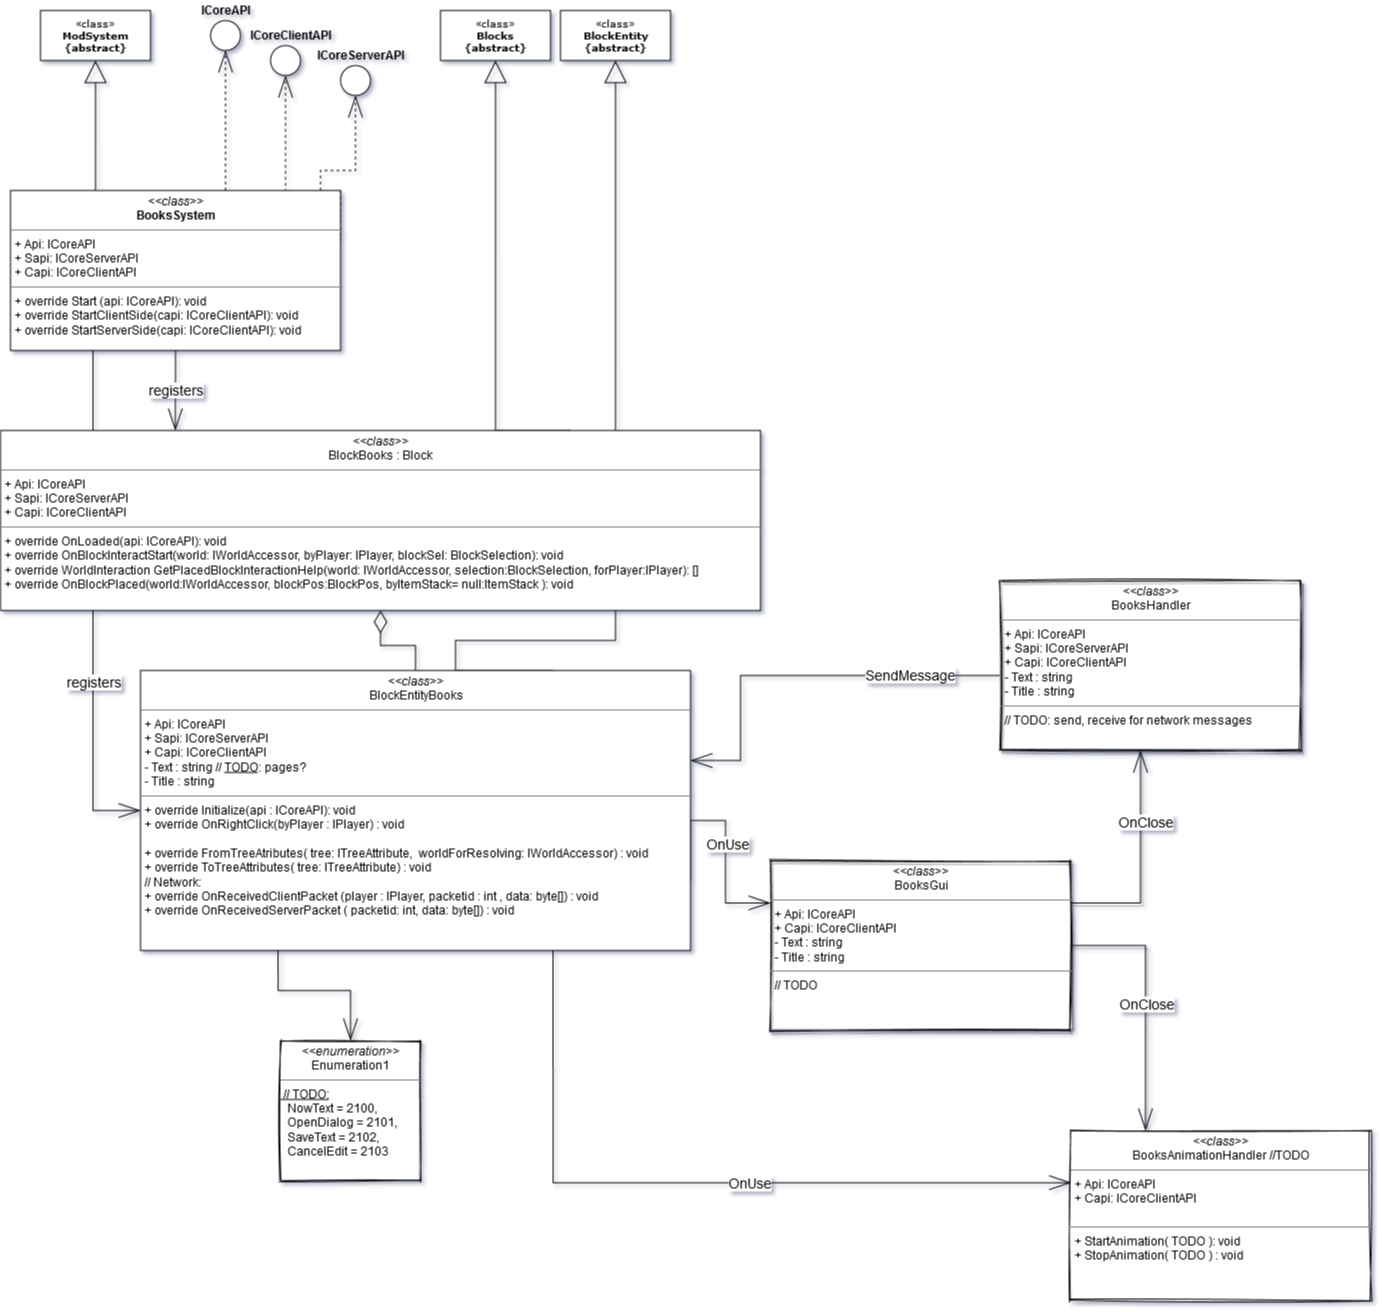 «class»
ModSystem
{abstract}
ICoreAPI
ICoreClientAPI
ICoreServerAPI
«class»
Blocks
{abstract}
«class»
BlockEntity
{abstract}
<<class>>
BooksSystem
+ Api: ICoreAPI
+ Sapi: ICoreServerAPI
+ Capi: ICoreClientAPI
+ override Start (api: ICoreAPI): void
+ override StartClientSide(capi: ICoreClientAPI): void
+ override StartServerSide(capi: ICoreClientAPI): void
registers
<<class>>
BlockBooks : Block
+ Api: ICoreAPI
+ Sapi: ICoreServerAPI
+ Capi: ICoreClientAPI
+ override OnLoaded(api: ICoreAPI): void
+ override OnBlockInteractStart(world: IWorldAccessor, byPlayer: IPlayer, blockSel: BlockSelection): void
+ override WorldInteraction GetPlacedBlockInteractionHelp(world: IWorldAccessor, selection:BlockSelection, forPlayer:IPlayer): []
+ override OnBlockPlaced(world:IWorldAccessor, blockPos:BlockPos, byItemStack= null:ItemStack ): void
registers
<<class>>
BlockEntityBooks
+ Api: ICoreAPI
+ Sapi: ICoreServerAPI
+ Capi: ICoreClientAPI
- Text : string // TODO: pages?
- Title : string
+ override Initialize(api : ICoreAPI): void
+ override OnRightClick(byPlayer : IPlayer) : void
+ override FromTreeAtributes( tree: ITreeAttribute, worldForResolving: IWorldAccessor) : void
+ override ToTreeAttributes( tree: ITreeAttribute) : void
// Network:
+ override OnReceivedClientPacket (player : IPlayer, packetid : int , data: byte[]) : void
+ override OnReceivedServerPacket ( packetid: int, data: byte[]) : void
SendMessage
<<class>>
BooksHandler
+ Api: ICoreAPI
+ Sapi: ICoreServerAPI
+ Capi: ICoreClientAPI
- Text : string
- Title : string
// TODO: send, receive for network messages
OnClose
OnUse
<<class>>
BooksGui
+ Api: ICoreAPI
+ Capi: ICoreClientAPI
- Text : string
- Title : string
// TODO
OnClose
<<enumeration>>
Enumeration1
// TODO:
NowText = 2100,
OpenDialog = 2101,
SaveText = 2102,
CancelEdit = 2103
OnUse
<<class>>
BooksAnimationHandler //TODO
+ Api: ICoreAPI
+ Capi: ICoreClientAPI
+ StartAnimation( TODO ): void
+ StopAnimation( TODO ) : void